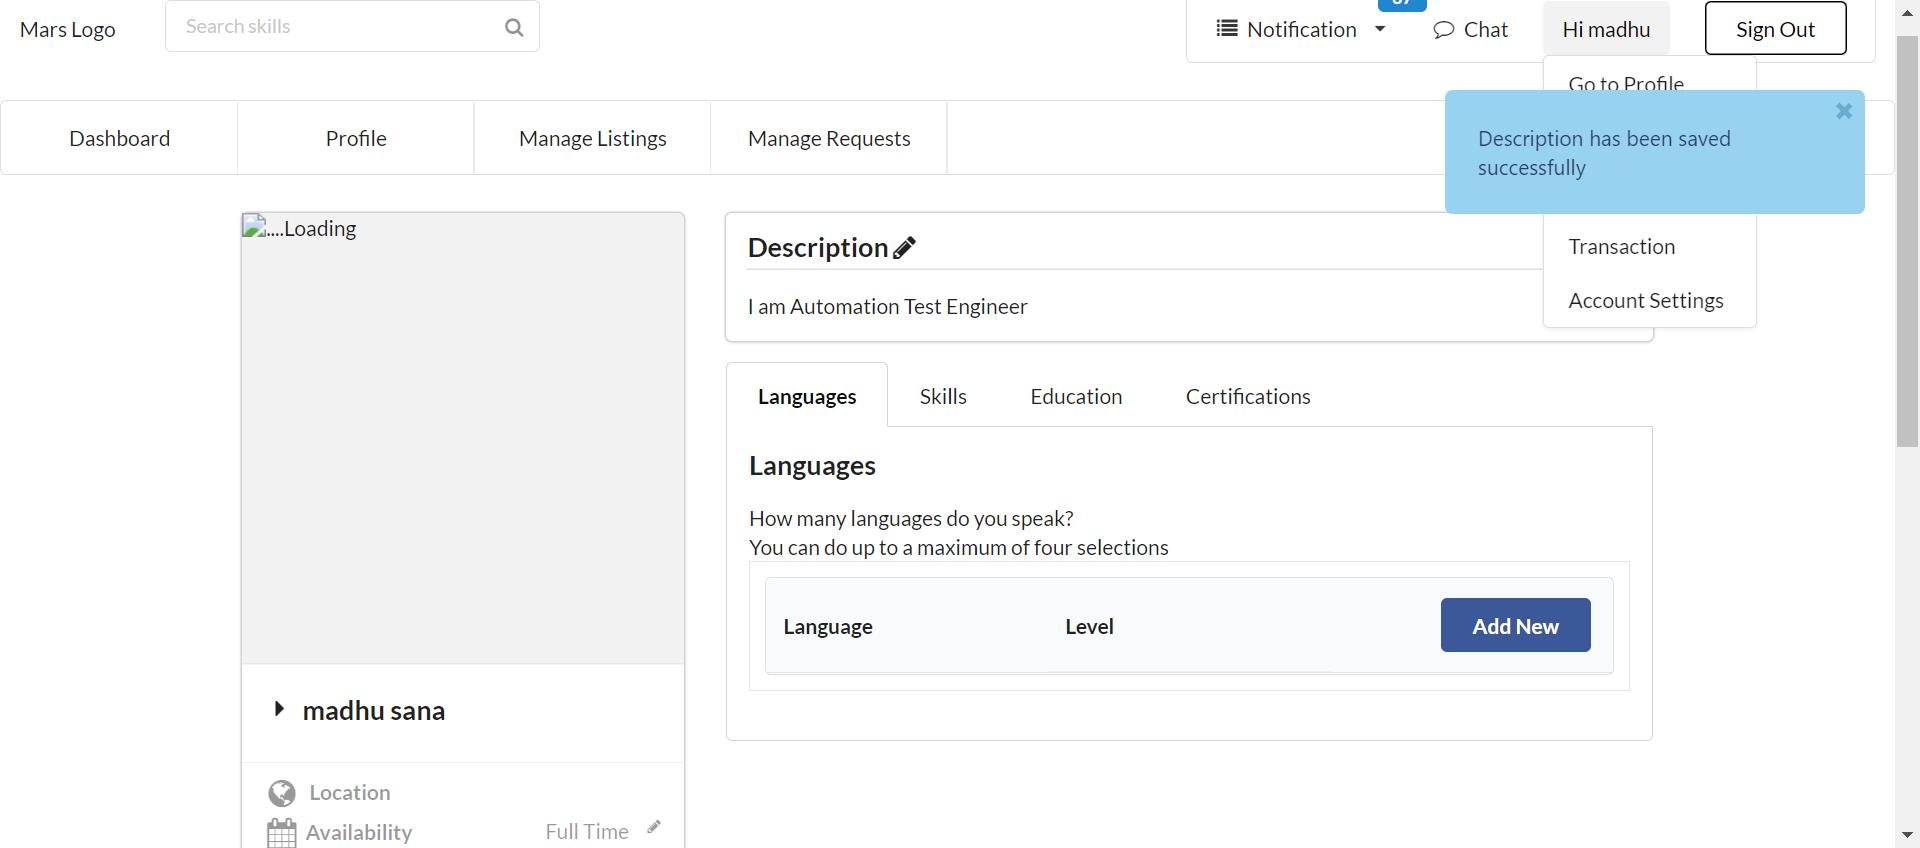 Mars Logo
Search skills
Notification
Chat
Hi madhu
Sign Out
Go to Profile
Dashboard
Profile
Manage Listings
Manage Requests
Description has been saved
successfully
....Loading
Description
Transaction
Account Settings
I am Automation Test Engineer
Languages
Skills
Education
Certifications
Languages
How many languages do you speak?
You can do up to a maximum of four selections
Language
Level
Add New
madhu sana
Location
Availability
Full Time